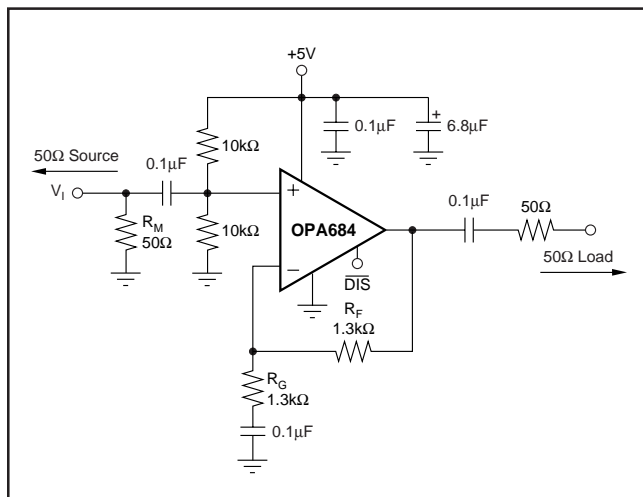 +5V
0.1μF
+
6.8μF
50Ω Source
10kΩ
0.1μF
V_I
R_M
50Ω
10kΩ
+
OPA684
−
DIS
0.1μF
50Ω
50Ω Load
R_F
1.3kΩ
R_G
1.3kΩ
0.1μF